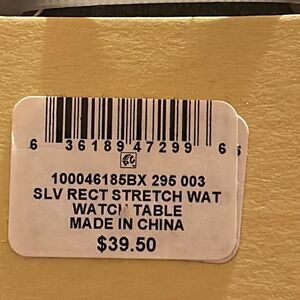 6 36189 47299 6
100046185BX 295 003
SLV RECT STRETCH WAT
WATCH TABLE
MADE IN CHINA
$39.50